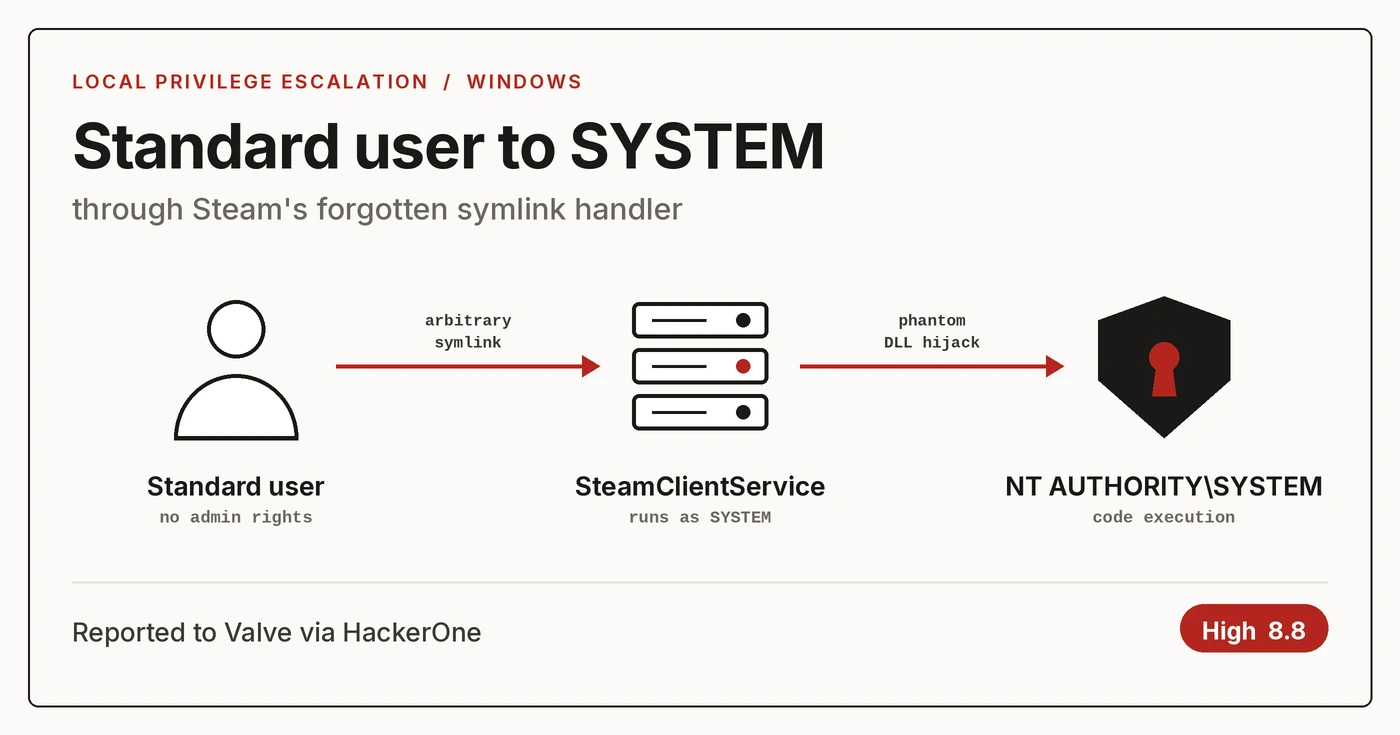 LOCAL PRIVILEGE ESCALATION / WINDOWS
Standard user to SYSTEM
through Steam's forgotten symlink handler
arbitrary
symlink
phantom
DLL hijack
Standard user
no admin rights
SteamClientService
runs as SYSTEM
NT AUTHORITY\SYSTEM
code execution
Reported to Valve via HackerOne
High 8.8